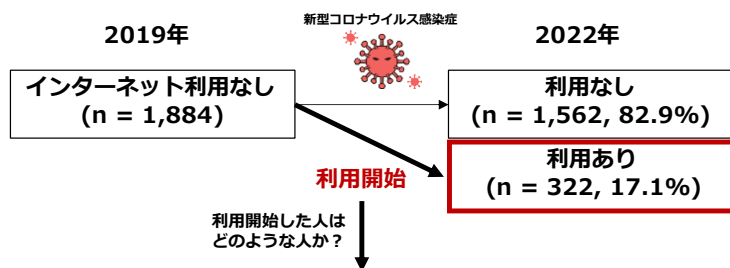 新型コロナウイルス感染症
2019年
2022年
インターネット利用なし
(n = 1,884)
利用なし
(n = 1,562, 82.9%)
利用あり
(n = 322, 17.1%)
利用開始
利用開始した人は
どのような人か？